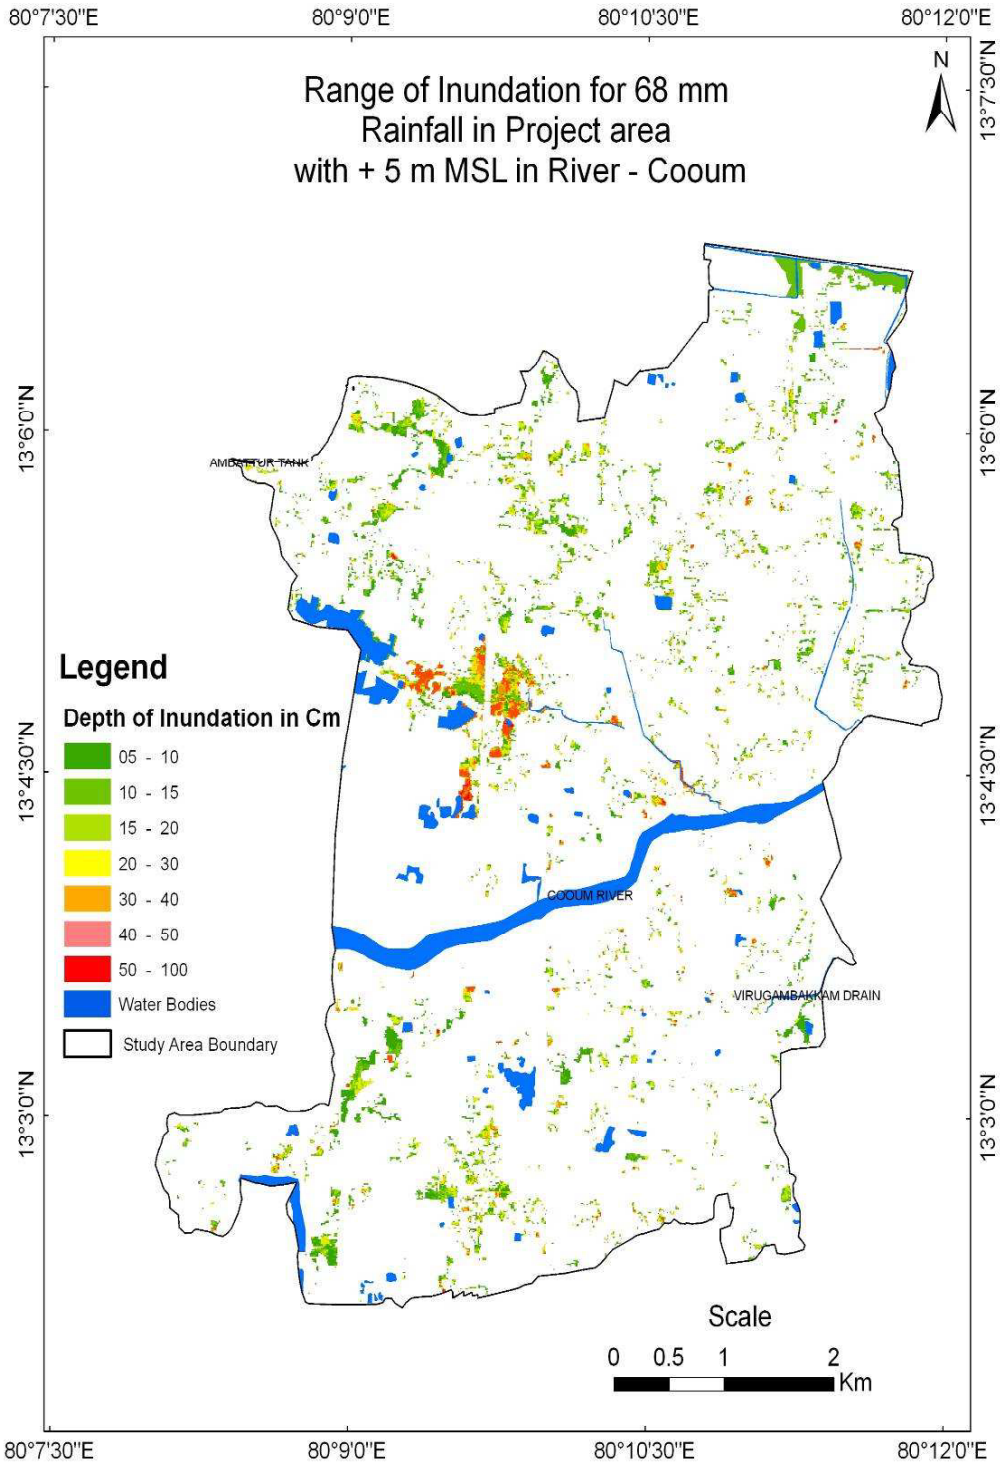 80°7'30"E
80°9'0"E
80°10'30"E
80°12'0"E
N
13°7'30"N
Range of Inundation for 68 mm
Rainfall in Project area
with + 5 m MSL in River - Cooum
13°6'0"N
13°6'0"N
AMBATTUR TANK
Legend
Depth of Inundation in Cm
05 - 10
10 - 15
15 - 20
20 - 30
30 - 40
40 - 50
50 - 100
Water Bodies
Study Area Boundary
13°4'30"N
13°4'30"N
COOUM RIVER
VIRUGAMBAKKAM DRAIN
13°3'0"N
13°3'0"N
Scale
0 0.5 1 2
Km
80°7'30"E
80°9'0"E
80°10'30"E
80°12'0"E